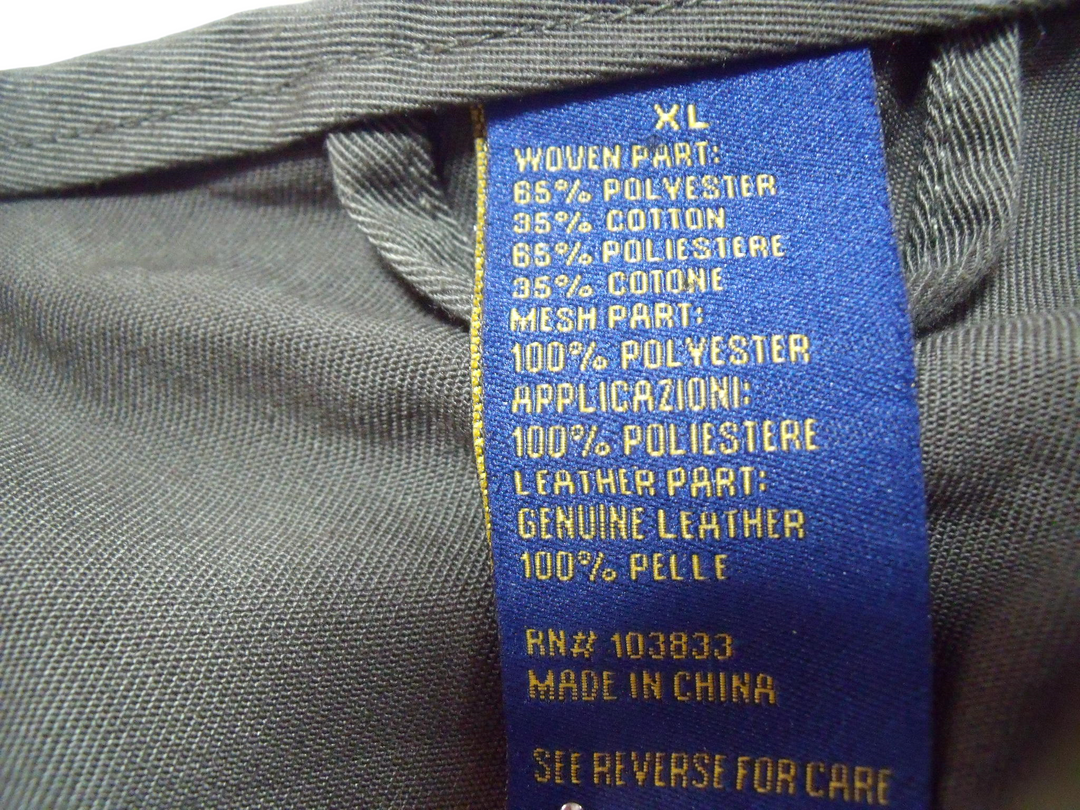 XL
WOVEN PART:
65% POLYESTER
35% COTTON
65% POLIESTERE
35% COTONE
MESH PART:
100% POLYESTER
APPLICAZIONI:
100% POLIESTERE
LEATHER PART:
GENUINE LEATHER
100% PELLE
RN# 103833
MADE IN CHINA
SEE REVERSE FOR CARE